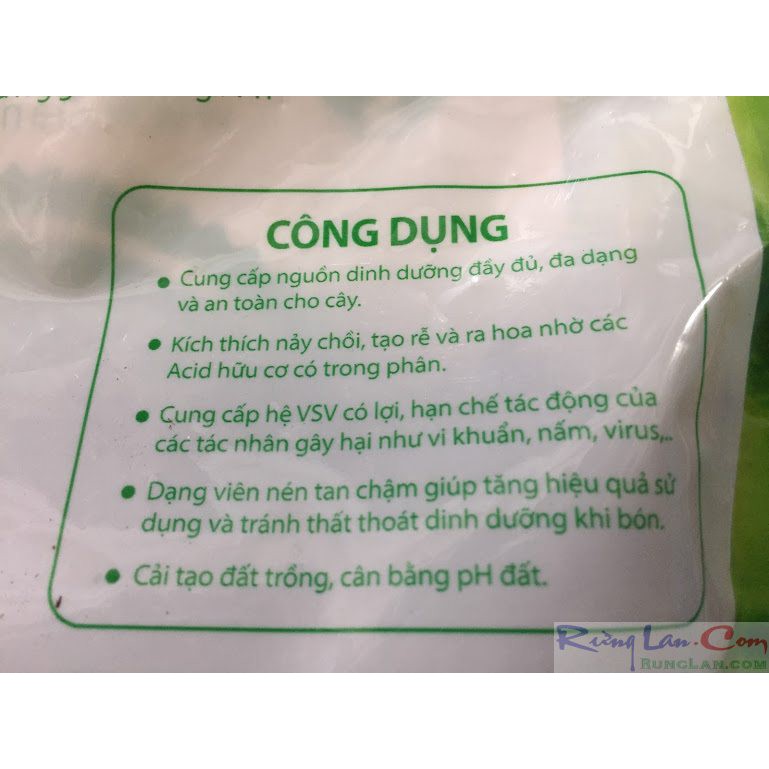 CÔNG DỤNG
• Cung cấp nguồn dinh dưỡng đầy đủ, đa dạng
và an toàn cho cây.
• Kích thích nảy chồi, tạo rễ và ra hoa nhờ các
Acid hữu cơ có trong phân.
• Cung cấp hệ VSV có lợi, hạn chế tác động của
các tác nhân gây hại như vi khuẩn, nấm, virus,..
• Dạng viên nén tan chậm giúp tăng hiệu quả sử
dụng và tránh thất thoát dinh dưỡng khi bón.
• Cải tạo đất trồng, cân bằng pH đất.
Rừng Lan.Com
RungLan.com